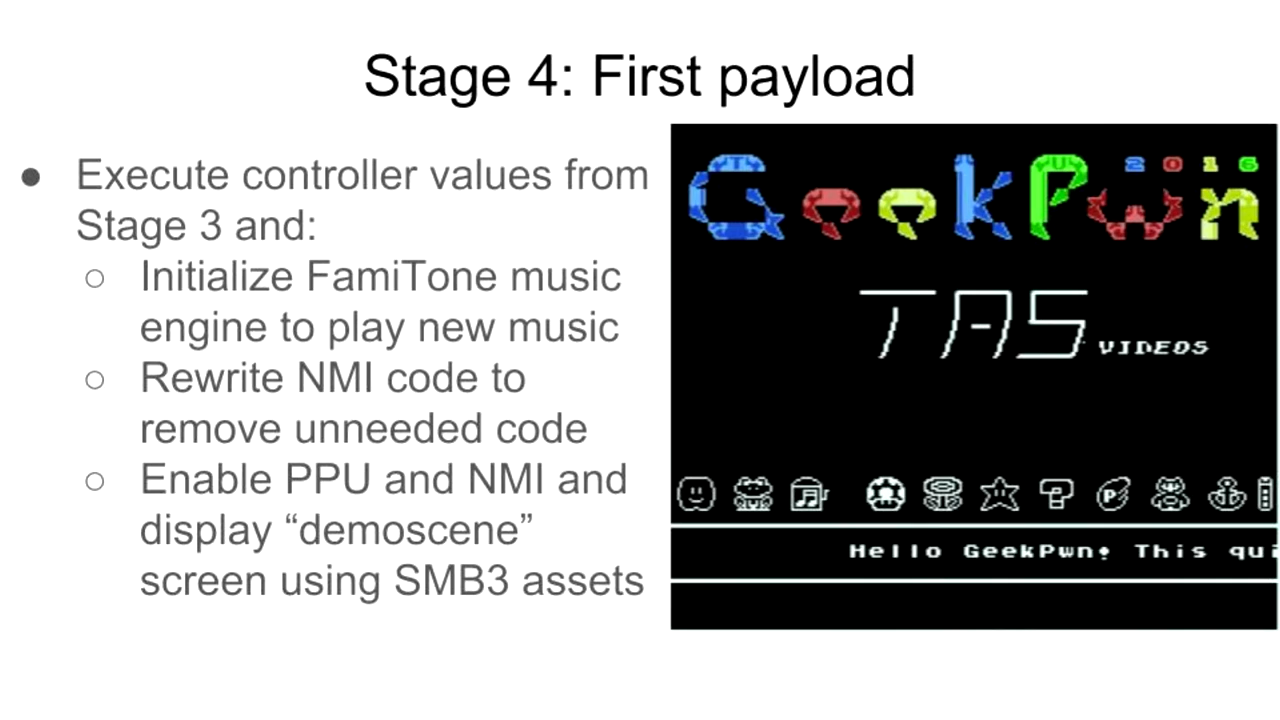 Stage 4: First payload
● Execute controller values from
Stage 3 and:
○ Initialize FamiTone music
engine to play new music
○ Rewrite NMI code to
remove unneeded code
○ Enable PPU and NMI and
display “demoscene”
screen using SMB3 assets
GeekPwn 2016
TAS VIDEOS
Hello GeekPwn! This qui